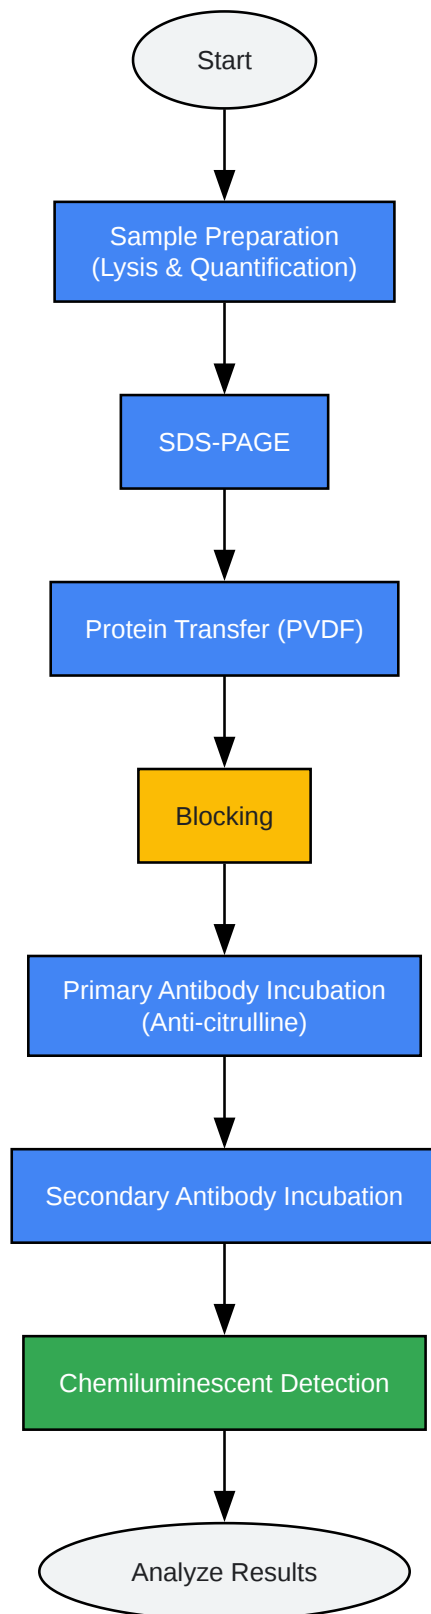 Start
Sample Preparation
(Lysis & Quantification)
SDS-PAGE
Protein Transfer (PVDF)
Blocking
Primary Antibody Incubation
(Anti-citrulline)
Secondary Antibody Incubation
Chemiluminescent Detection
Analyze Results